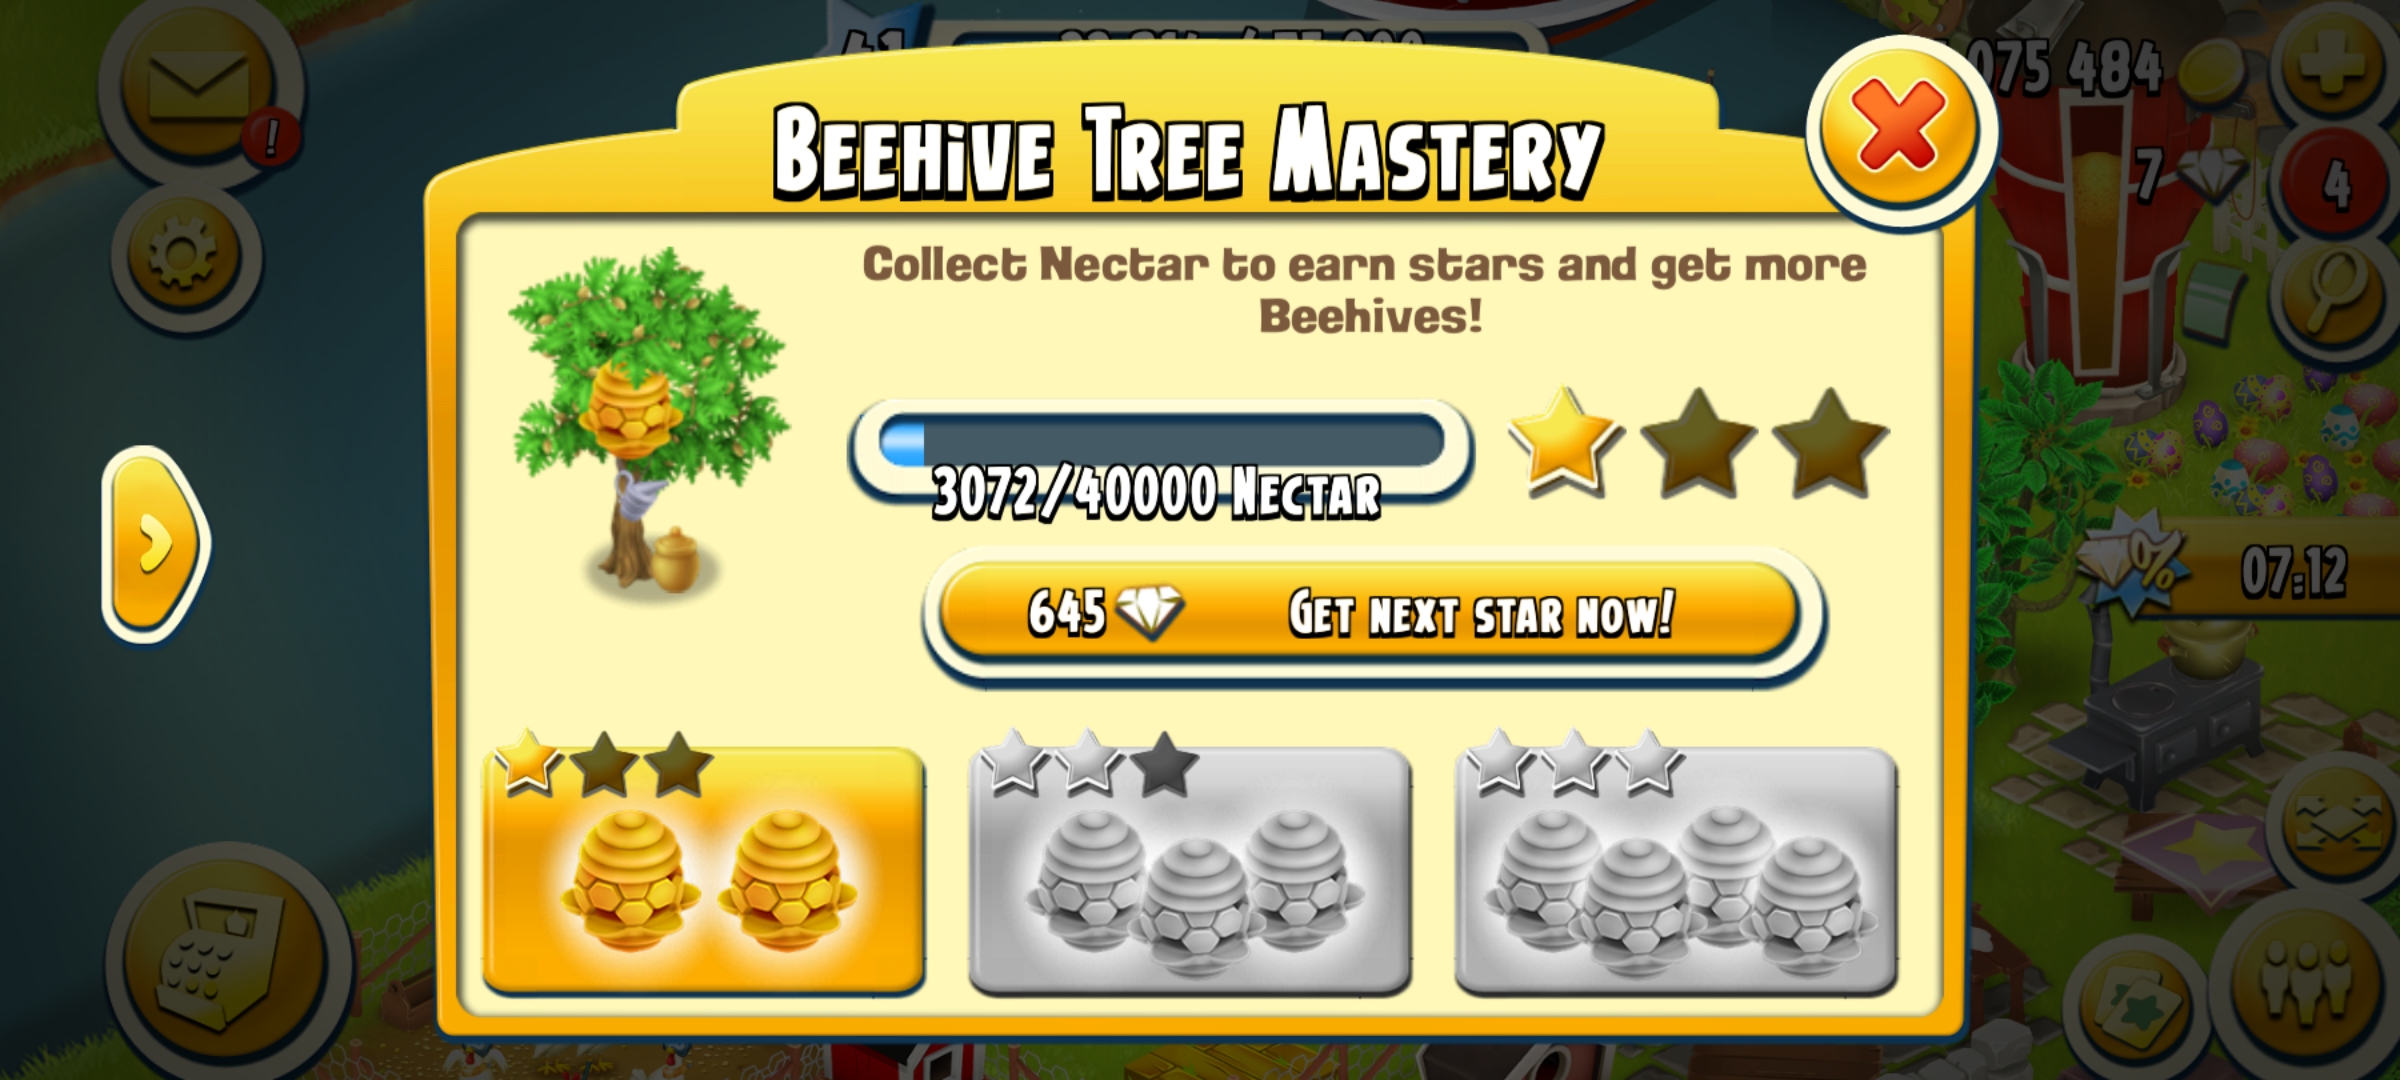 41
BEEHIVE TREE MASTERY
075 484
!
7
4
Collect Nectar to earn stars and get more
Beehives!
3072/40000 NECTAR
645 GET NEXT STAR NOW!
%
07:12